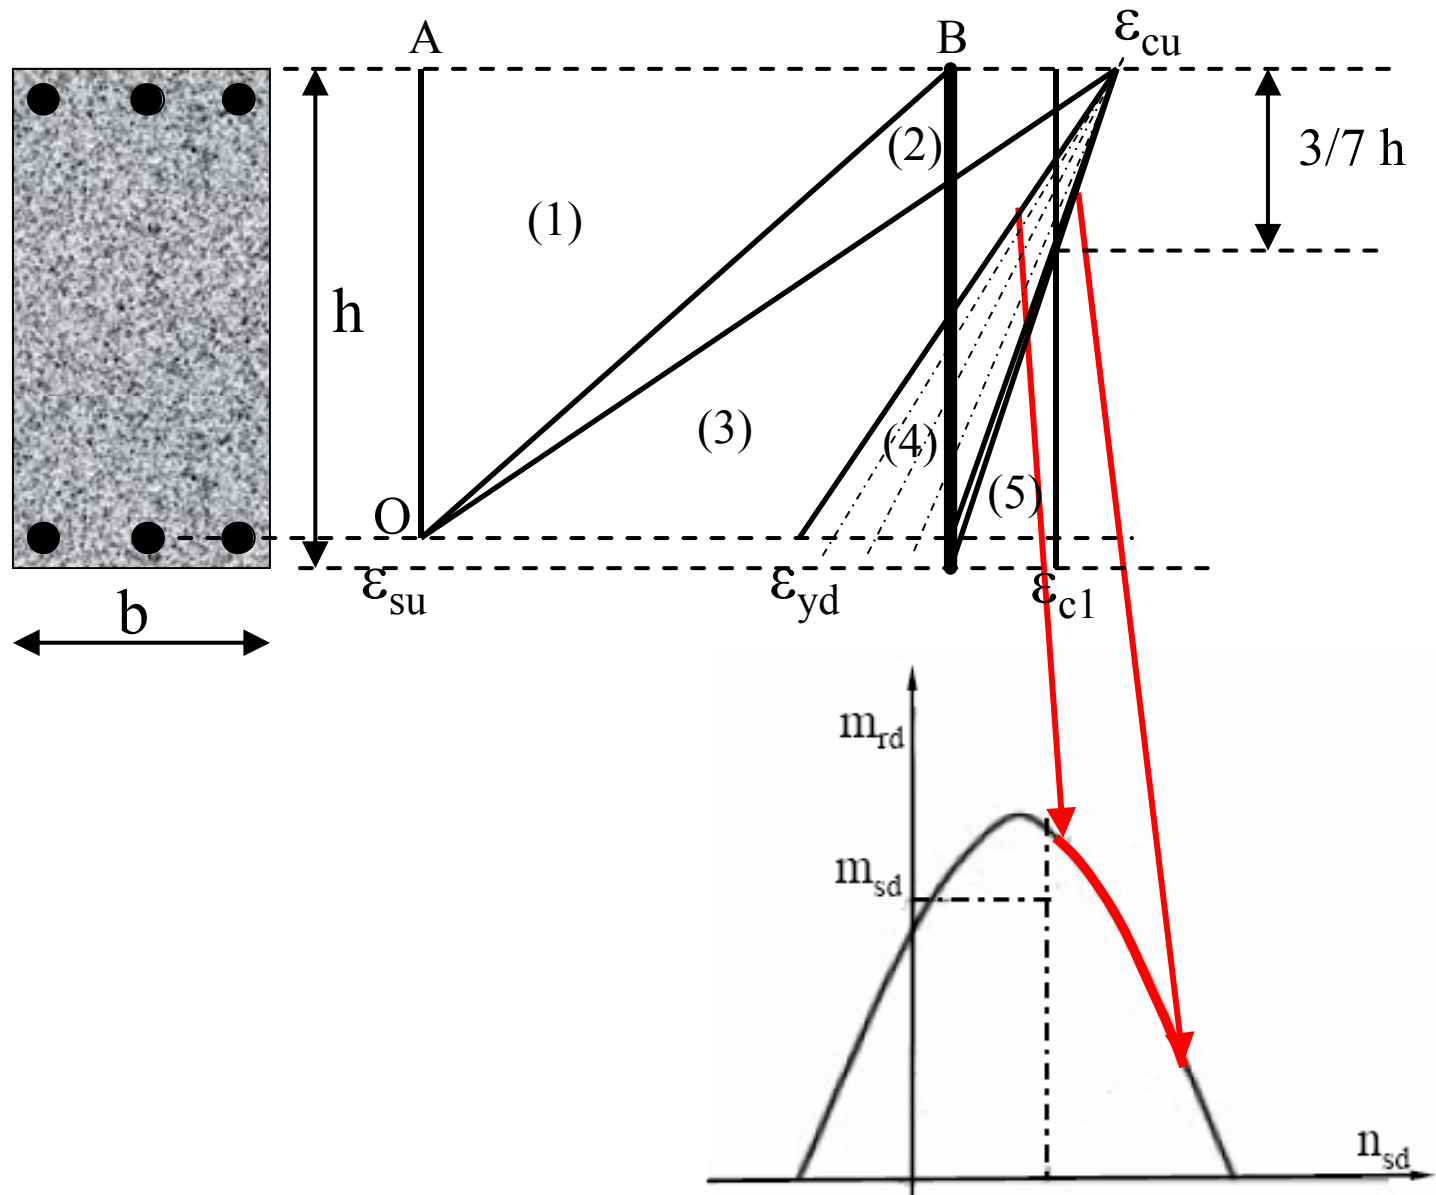 A
B
εcu
(2)
3/7 h
(1)
h
(3)
(4)
(5)
O
εsu
εyd
εc1
b
mrd
msd
nsd